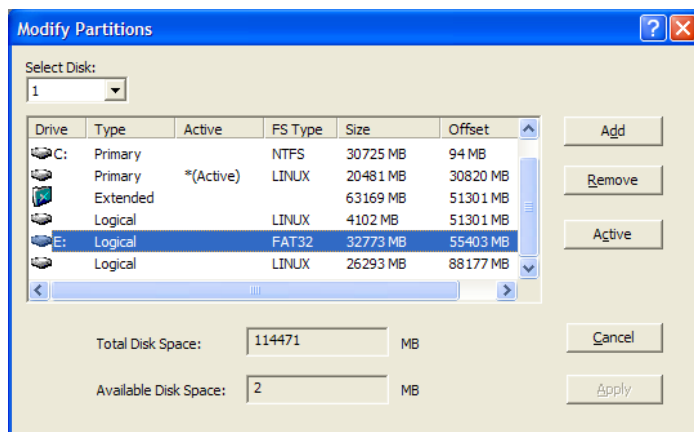 Modify Partitions
Select Disk:
1
Drive Type Active FS Type Size Offset
C: Primary NTFS 30725 MB 94 MB
Primary *(Active) LINUX 20481 MB 30820 MB
Extended 63169 MB 51301 MB
Logical LINUX 4102 MB 51301 MB
E: Logical FAT32 32773 MB 55403 MB
Logical LINUX 26293 MB 88177 MB
Add
Remove
Active
Total Disk Space: 114471 MB
Cancel
Available Disk Space: 2 MB
Apply